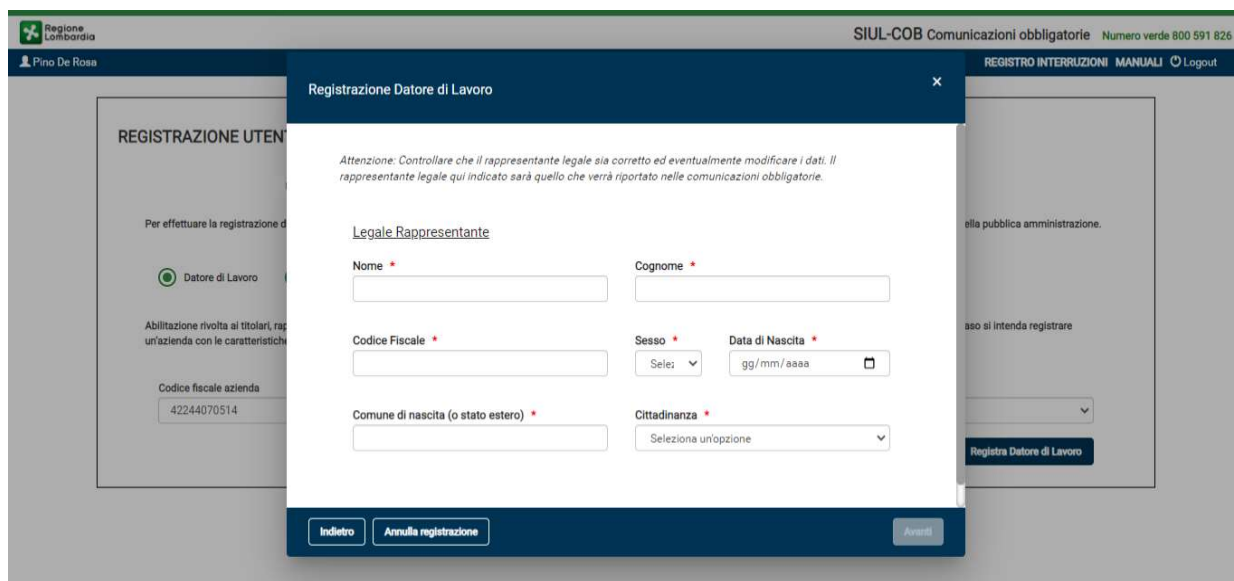 Regione
Lombardia
SIUL-COB Comunicazioni obbligatorie Numero verde 800 591 826
Pino De Rosa
REGISTRO INTERRUZIONI MANUALI Logout
Registrazione Datore di Lavoro ×
REGISTRAZIONE UTEN
Attenzione: Controllare che il rappresentante legale sia corretto ed eventualmente modificare i dati. Il
rappresentante legale qui indicato sarà quello che verrà riportato nelle comunicazioni obbligatorie.
Per effettuare la registrazione d
ella pubblica amministrazione.
Legale Rappresentante
Nome * Cognome *
Datore di Lavoro
Abilitazione rivolta ai titolari, rap
aso si intenda registrare
un'azienda con le caratteristiche
Codice Fiscale * Sesso * Data di Nascita *
Selez gg/mm/aaaa
Codice fiscale azienda
42244070514
Comune di nascita (o stato estero) * Cittadinanza *
Seleziona un'opzione
Registra Datore di Lavoro
Indietro Annulla registrazione Avanti